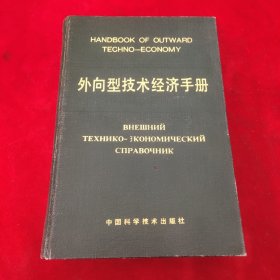 HANDBOOK OF OUTWARD
TECHNO-ECONOMY
外向型技术经济手册
ВНЕШНИЙ
ТЕХНИКО-ЭКОНОМИЧЕСКИЙ
СПРАВОЧНИК
中国科学技术出版社